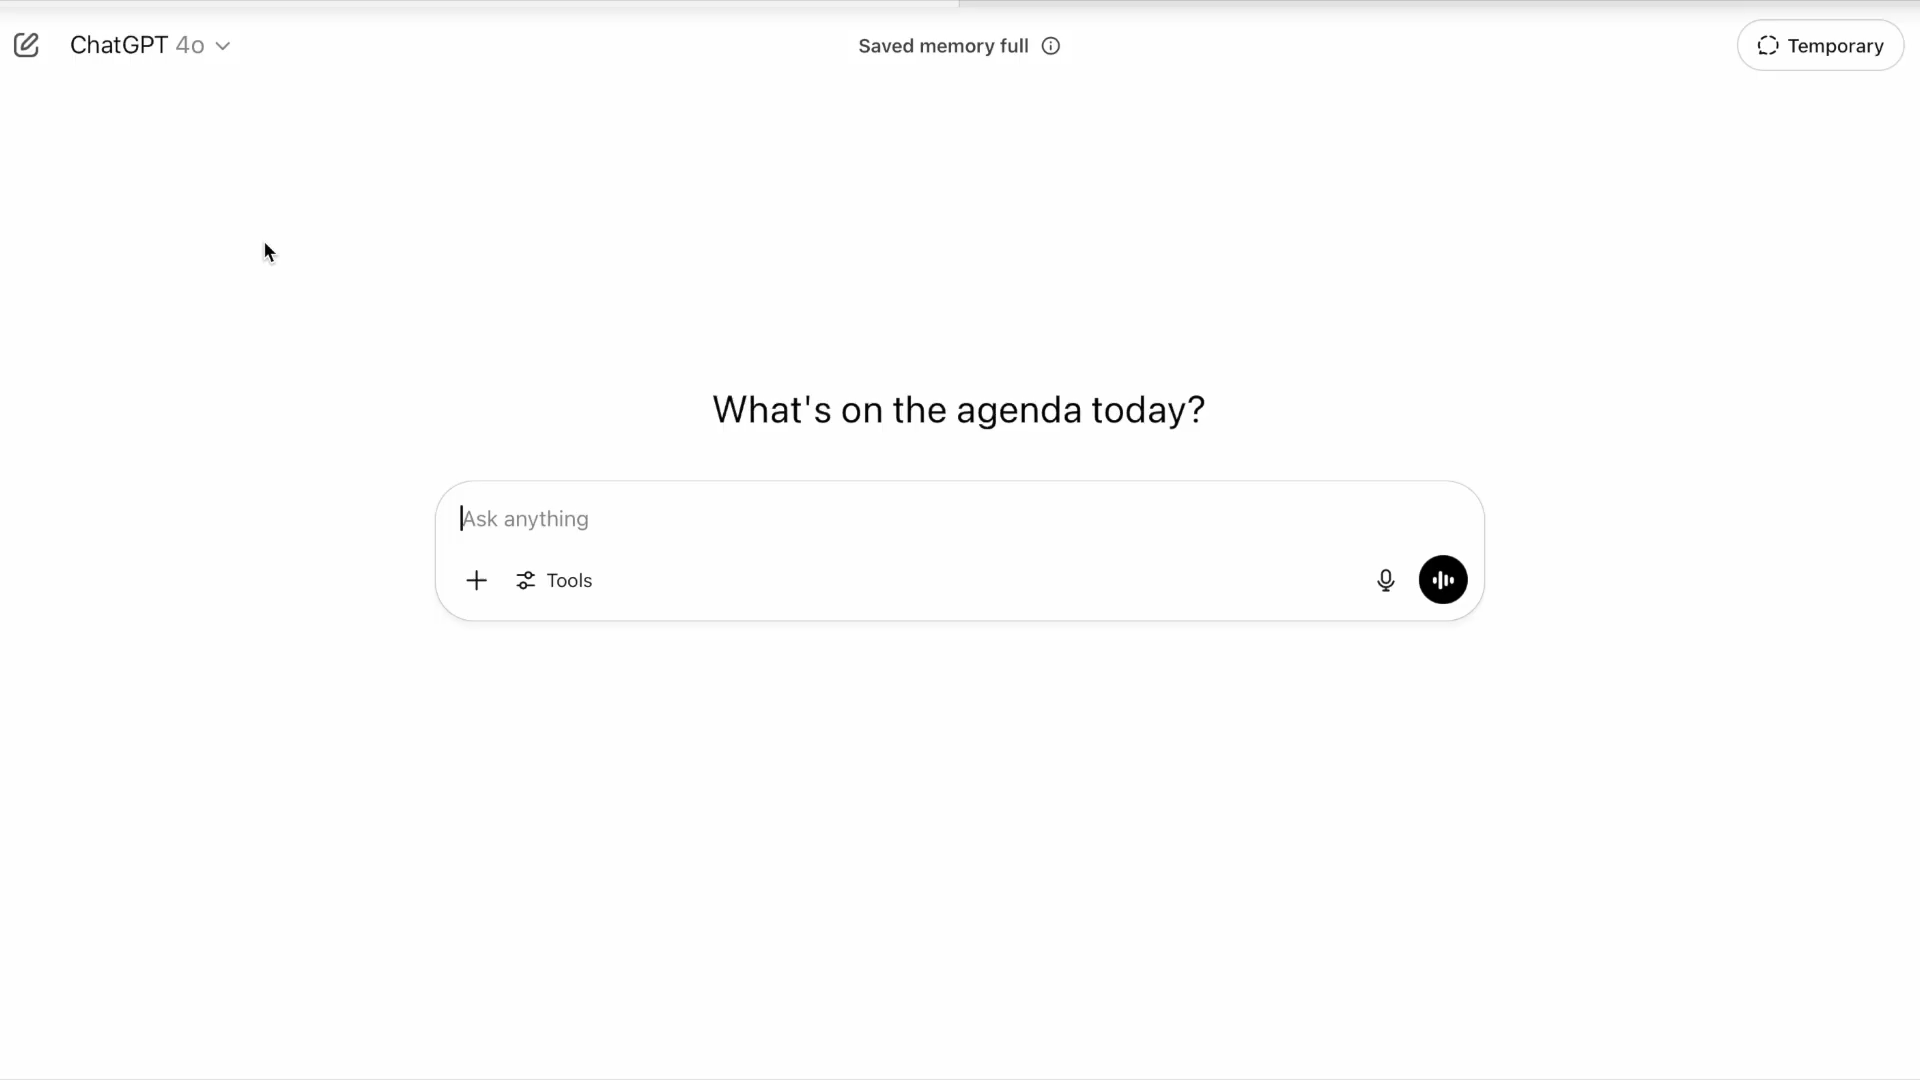 ChatGPT 4o
Saved memory full
Temporary
What's on the agenda today?
Ask anything
Tools